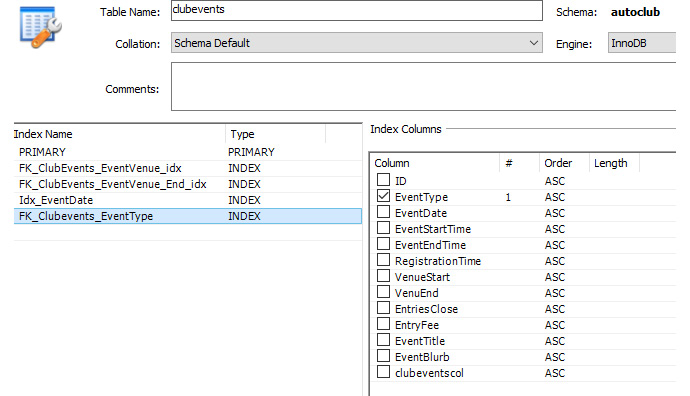 Table Name: clubevents Schema: autoclub
Collation: Schema Default Engine: InnoDB
Comments:
Index Name Type
PRIMARY PRIMARY
FK_ClubEvents_EventVenue_idx INDEX
FK_ClubEvents_EventVenue_End_idx INDEX
Idx_EventDate INDEX
FK_Clubevents_EventType INDEX
Index Columns
Column # Order Length
ID ASC
EventType 1 ASC
EventDate ASC
EventStartTime ASC
EventEndTime ASC
RegistrationTime ASC
VenueStart ASC
VenuEnd ASC
EntriesClose ASC
EntryFee ASC
EventTitle ASC
EventBlurb ASC
clubeventscol ASC